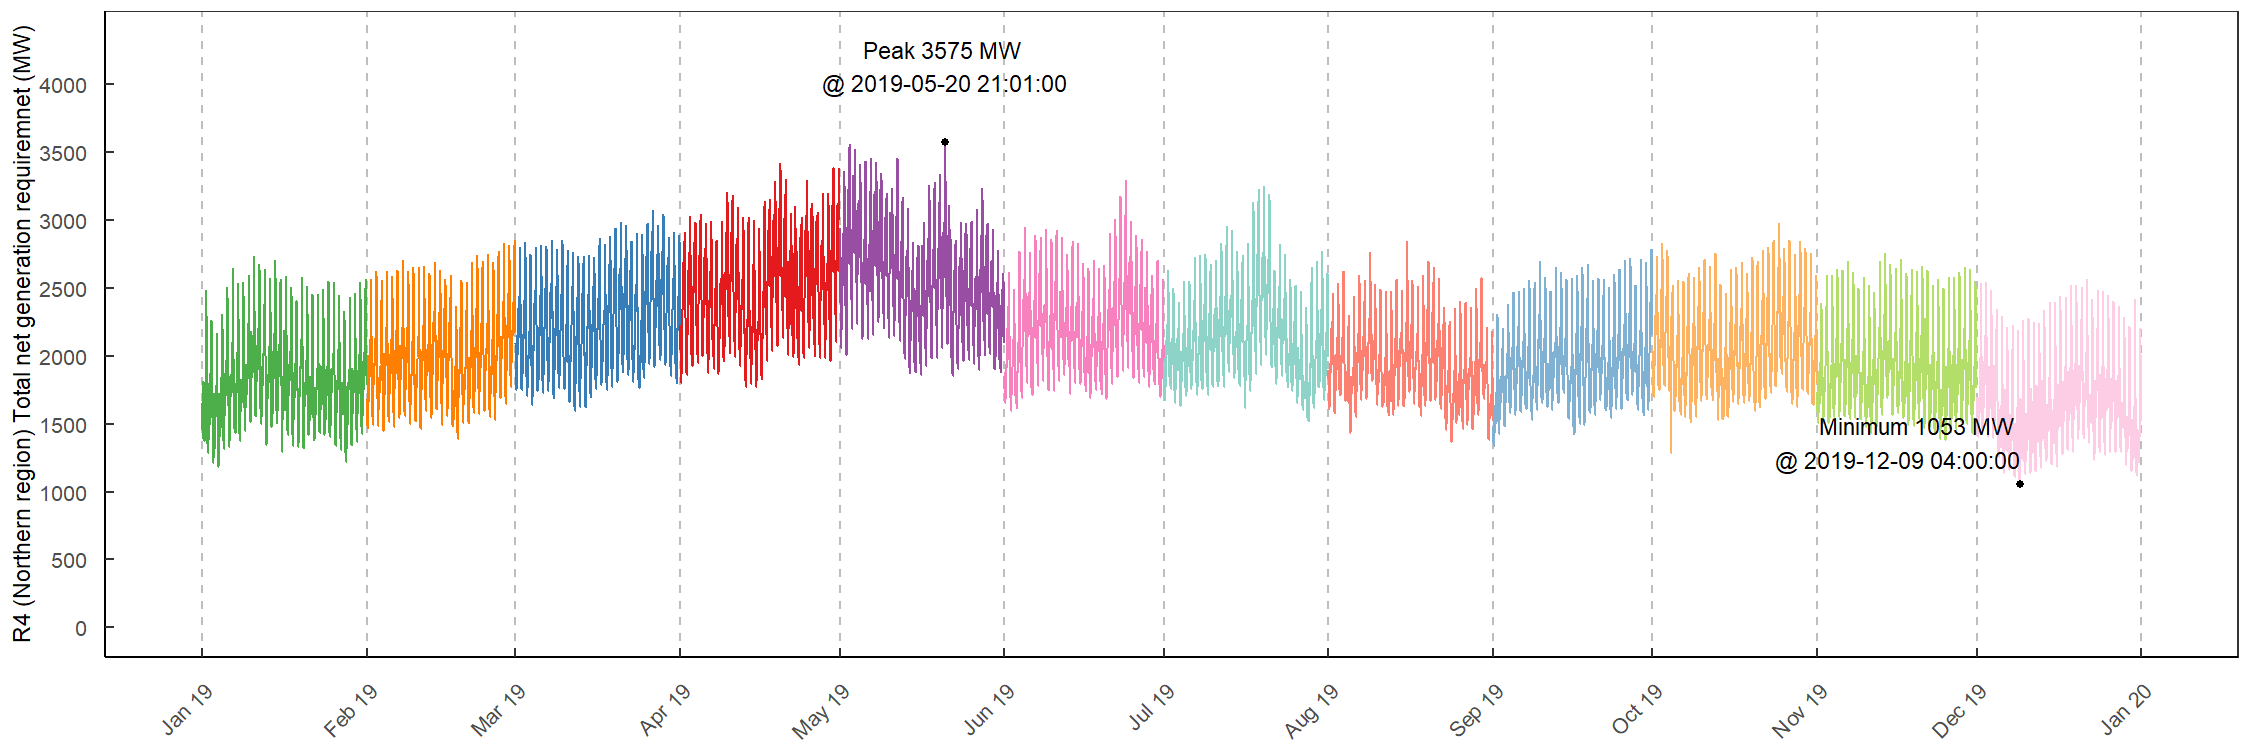 R4 (Northern region) Total net generation requiremnet (MW)
4000
3500
3000
2500
2000
1500
1000
500
0
Peak 3575 MW
@ 2019-05-20 21:01:00
Minimum 1053 MW
@ 2019-12-09 04:00:00
Jan 19
Feb 19
Mar 19
Apr 19
May 19
Jun 19
Jul 19
Aug 19
Sep 19
Oct 19
Nov 19
Dec 19
Jan 20